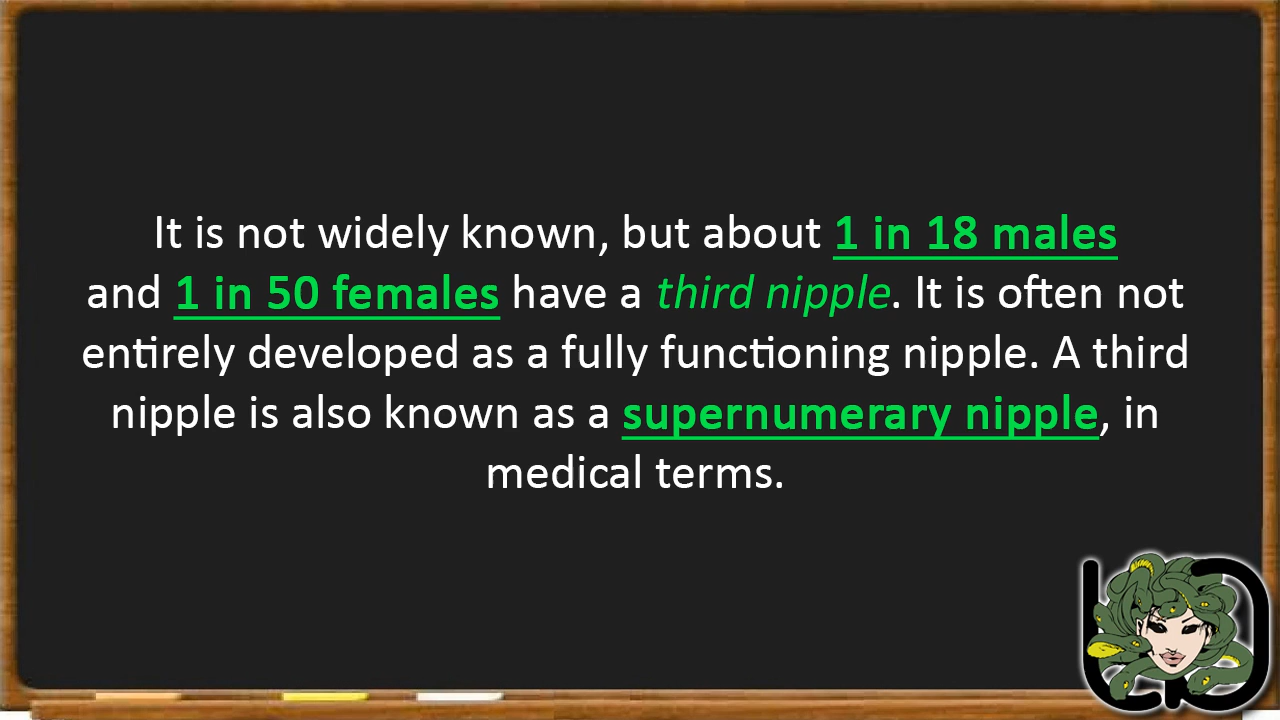 It is not widely known, but about 1 in 18 males
and 1 in 50 females have a third nipple. It is often not
entirely developed as a fully functioning nipple. A third
nipple is also known as a supernumerary nipple, in
medical terms.